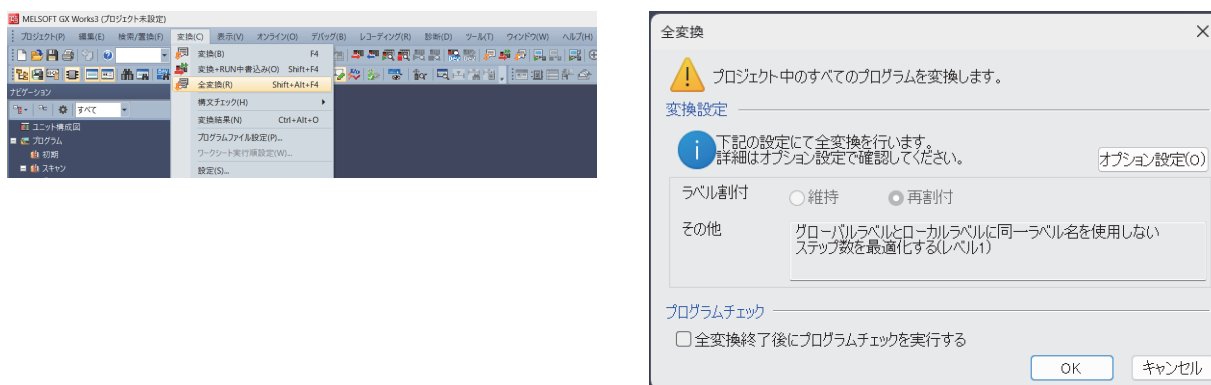 MELSOFT GX Works3 (プロジェクト未設定)
プロジェクト(P) 編集(E) 検索/置換(F) 変換(C) 表示(V) オンライン(O) デバッグ(B) レコーディング(R) 診断(D) ツール(T) ウィンドウ(W) ヘルプ(H)
変換(B) F4
変換+RUN中書込み(O) Shift+F4
全変換(R) Shift+Alt+F4
構文チェック(H)
変換結果(N) Ctrl+Alt+O
プログラムファイル設定(P)...
ワークシート実行順設定(W)...
設定(S)...
ナビゲーション
すべて
ユニット構成図
プログラム
初期
スキャン
全変換
プロジェクト中のすべてのプログラムを変換します。
変換設定
下記の設定にて全変換を行います。
詳細はオプション設定で確認してください。
オプション設定(O)
ラベル割付 維持 再割付
その他 グローバルラベルとローカルラベルに同一ラベル名を使用しない
ステップ数を最適化する(レベル1)
プログラムチェック
全変換終了後にプログラムチェックを実行する
OK キャンセル